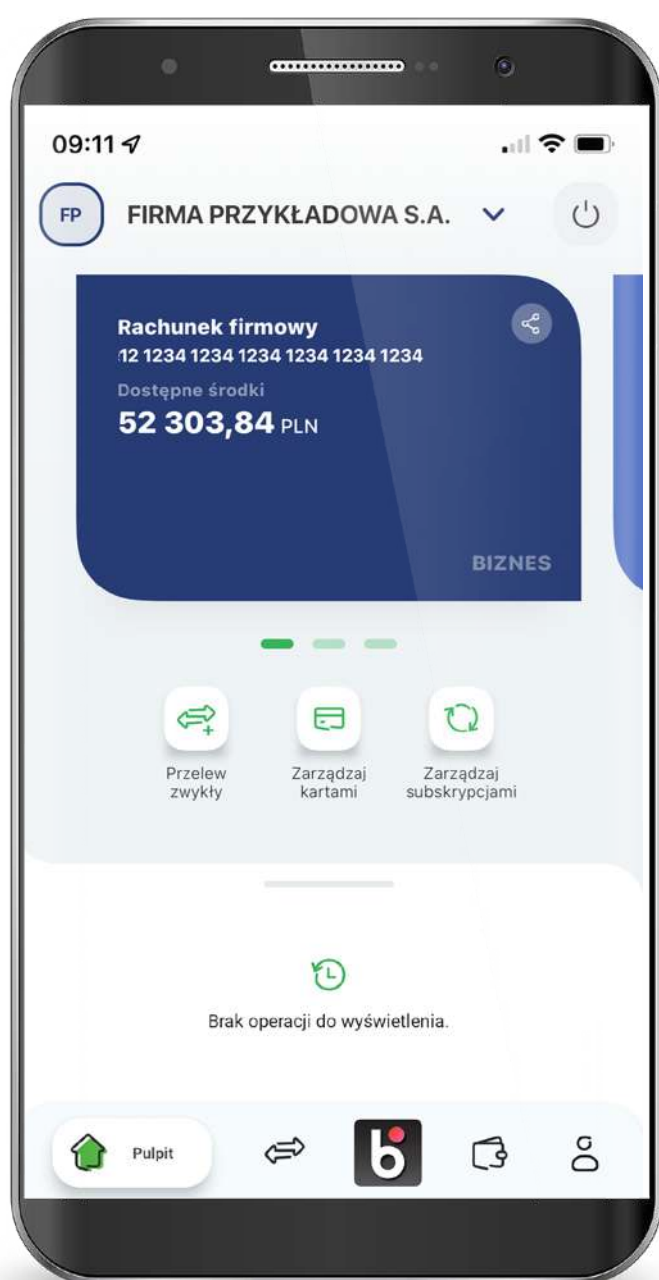 09:11
FP
FIRMA PRZYKŁADOWA S.A.
Rachunek firmowy
12 1234 1234 1234 1234 1234 1234
Dostępne środki
52 303,84 PLN
BIZNES
Przelew
zwykły
Zarządzaj
kartami
Zarządzaj
subskrypcjami
Brak operacji do wyświetlenia.
Pulpit
b